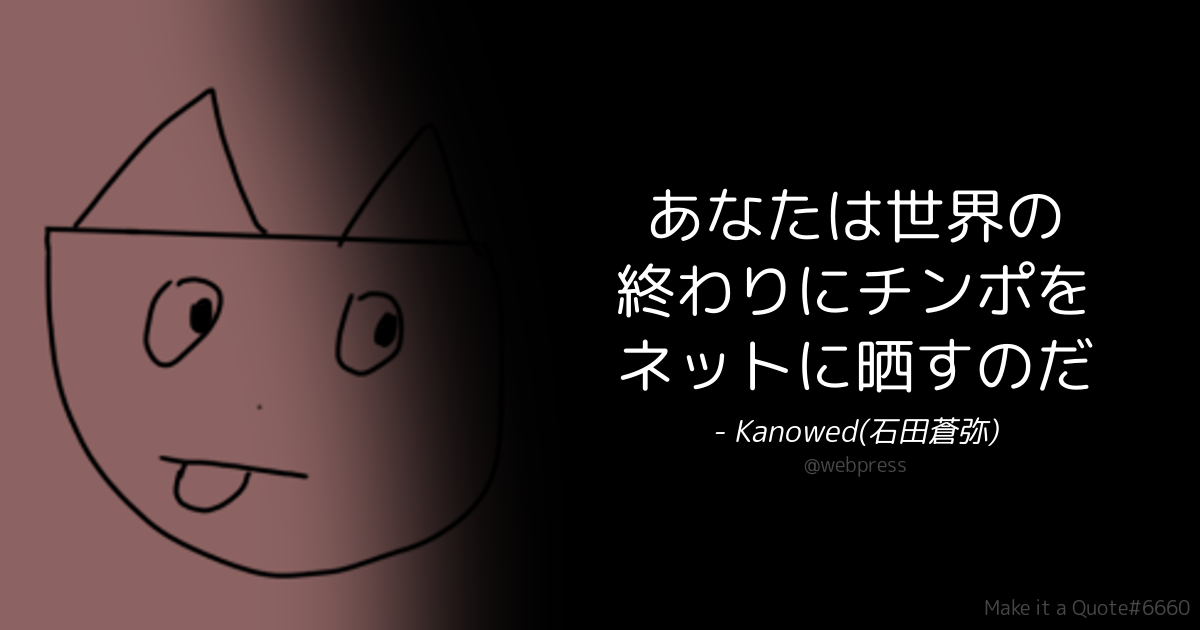 あなたは世界の
終わりにチンポを
ネットに晒すのだ
- Kanowed(石田蒼弥)
@webpress
Make it a Quote#6660